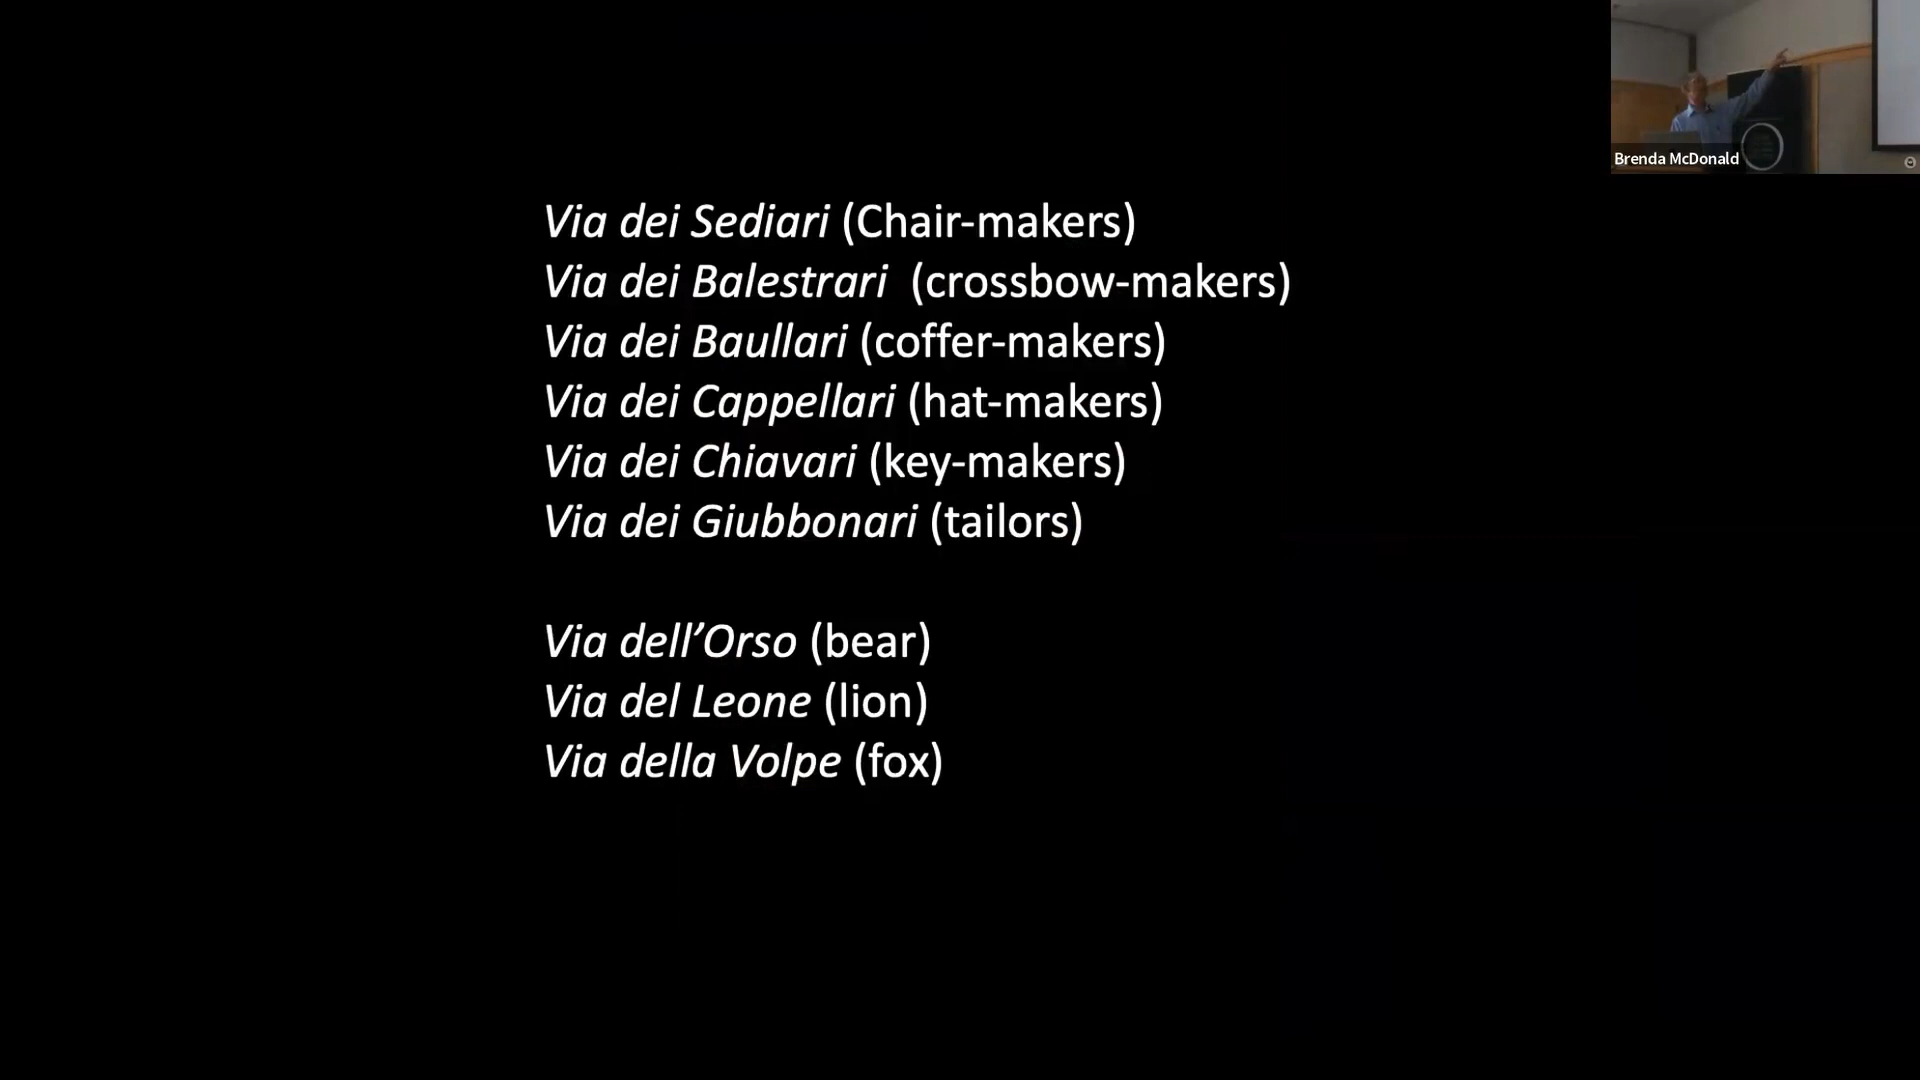 Via dei Sediari (Chair-makers)
Via dei Balestrari  (crossbow-makers)
Via dei Baullari (coffer-makers)
Via dei Cappellari (hat-makers)
Via dei Chiavari (key-makers)
Via dei Giubbonari (tailors)
Via dell’Orso (bear)
Via del Leone (lion)
Via della Volpe (fox)
Brenda McDonald